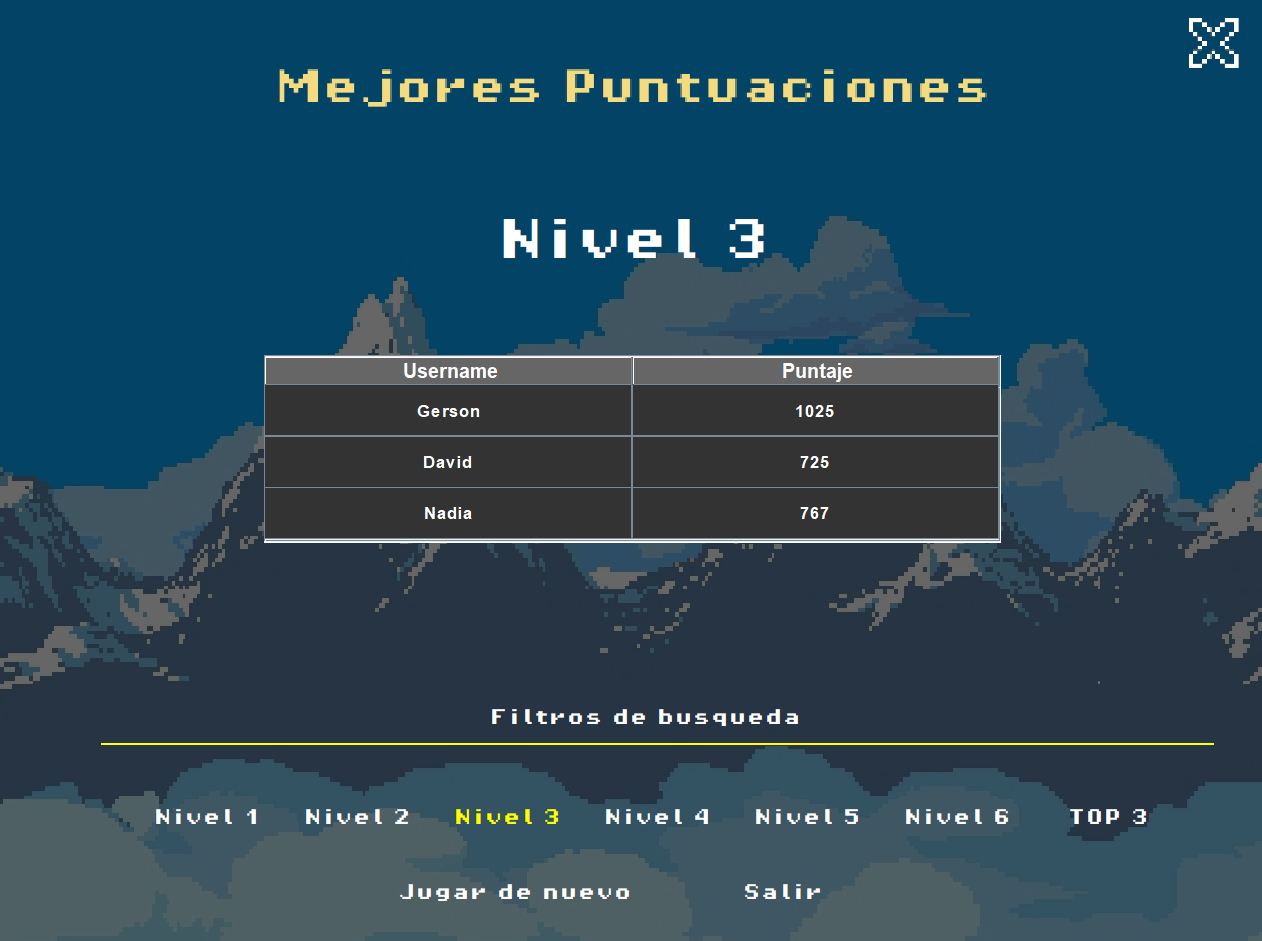 Mejores Puntuaciones
Nivel 3
Username Puntaje
Gerson 1025
David 725
Nadia 767
Filtros de busqueda
Nivel 1 Nivel 2 Nivel 3 Nivel 4 Nivel 5 Nivel 6 TOP 3
Jugar de nuevo Salir